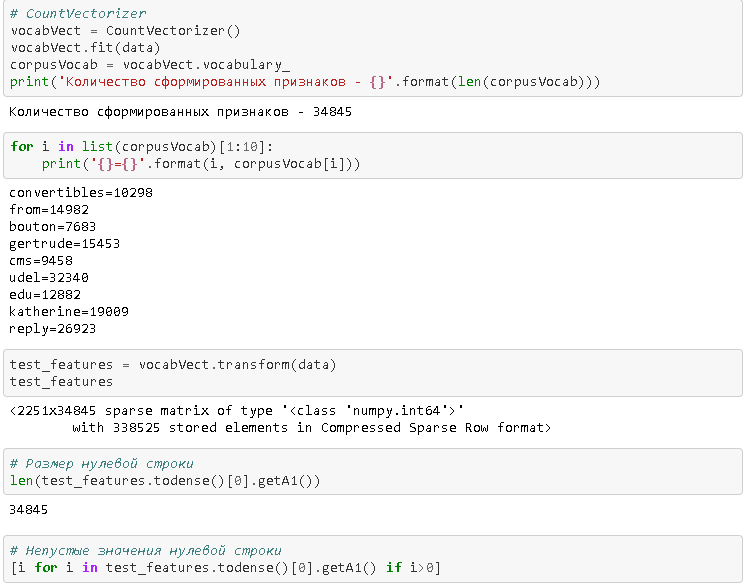 # CountVectorizer
vocabVect = CountVectorizer()
vocabVect.fit(data)
corpusVocab = vocabVect.vocabulary_
print('Количество сформированных признаков - {}'.format(len(corpusVocab)))
Количество сформированных признаков - 34845
for i in list(corpusVocab)[1:10]:
    print('{}={}'.format(i, corpusVocab[i]))
convertibles=10298
from=14982
bouton=7683
gertrude=15453
cms=9458
udel=32340
edu=12882
katherine=19009
reply=26923
test_features = vocabVect.transform(data)
test_features
<2251x34845 sparse matrix of type '<class 'numpy.int64'>'
        with 338525 stored elements in Compressed Sparse Row format>
# Размер нулевой строки
len(test_features.todense()[0].getA1())
34845
# Непустые значения нулевой строки
[i for i in test_features.todense()[0].getA1() if i>0]